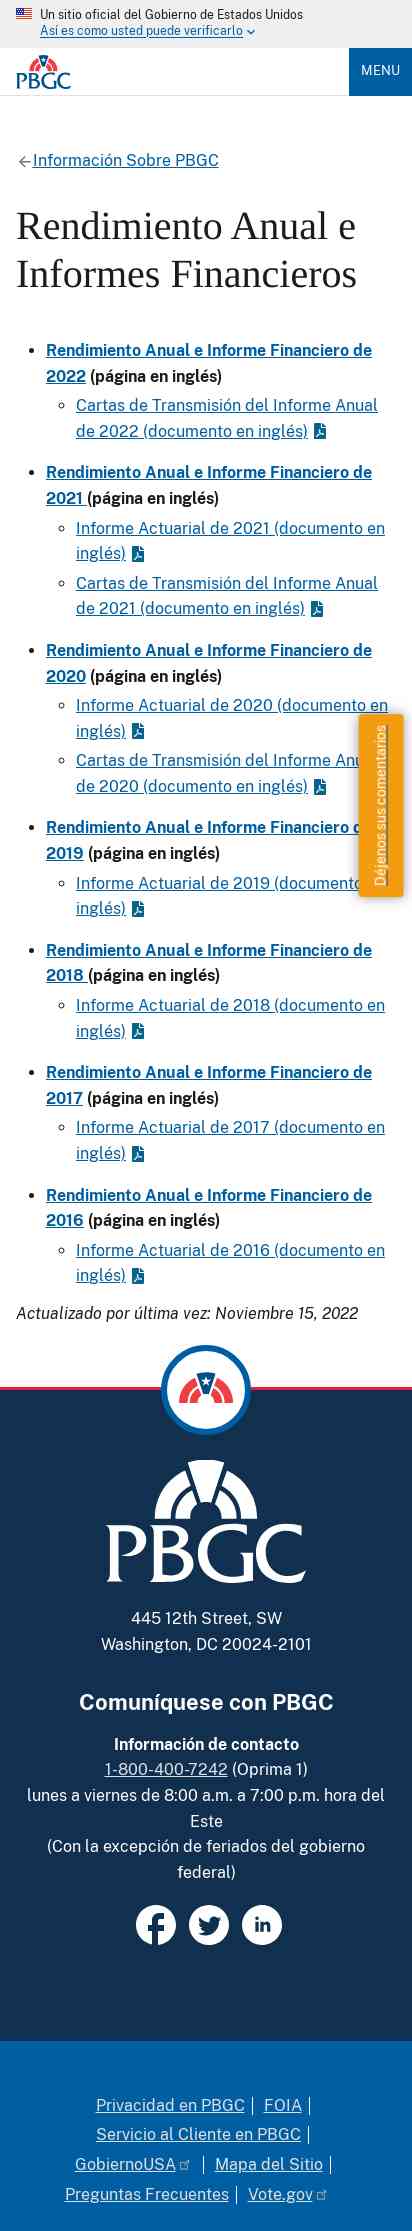 Un sitio oficial del Gobierno de Estados Unidos
Así es como usted puede verificarlo
PBGC
MENU
Información Sobre PBGC
Rendimiento Anual e
Informes Financieros
Rendimiento Anual e Informe Financiero de
2022 (página en inglés)
Cartas de Transmisión del Informe Anual
de 2022 (documento en inglés)
Rendimiento Anual e Informe Financiero de
2021 (página en inglés)
Informe Actuarial de 2021 (documento en
inglés)
Cartas de Transmisión del Informe Anual
de 2021 (documento en inglés)
Rendimiento Anual e Informe Financiero de
2020 (página en inglés)
Informe Actuarial de 2020 (documento en
inglés)
Cartas de Transmisión del Informe Anu
de 2020 (documento en inglés)
Déjenos sus comentarios
Rendimiento Anual e Informe Financiero d
2019 (página en inglés)
Informe Actuarial de 2019 (documento
inglés)
Rendimiento Anual e Informe Financiero de
2018 (página en inglés)
Informe Actuarial de 2018 (documento en
inglés)
Rendimiento Anual e Informe Financiero de
2017 (página en inglés)
Informe Actuarial de 2017 (documento en
inglés)
Rendimiento Anual e Informe Financiero de
2016 (página en inglés)
Informe Actuarial de 2016 (documento en
inglés)
Actualizado por última vez: Noviembre 15, 2022
PBGC
445 12th Street, SW
Washington, DC 20024-2101
Comuníquese con PBGC
Información de contacto
1-800-400-7242 (Oprima 1)
lunes a viernes de 8:00 a.m. a 7:00 p.m. hora del
Este
(Con la excepción de feriados del gobierno
federal)
in
Privacidad en PBGC | FOIA |
Servicio al Cliente en PBGC |
GobiernoUSA | Mapa del Sitio |
Preguntas Frecuentes | Vote.gov